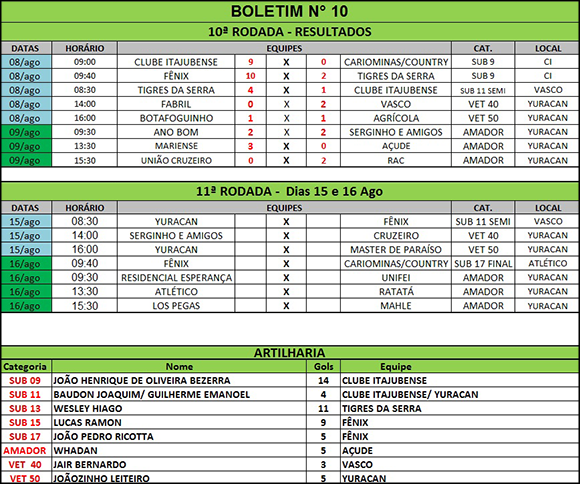 BOLETIM N° 10
10ª RODADA - RESULTADOS
DATAS HORÁRIO EQUIPES CAT. LOCAL
08/ago 09:00 CLUBE ITAJUBENSE 9 X 0 CARIOMINAS/COUNTRY SUB 9 CI
08/ago 09:40 FÊNIX 10 X 2 TIGRES DA SERRA SUB 9 CI
08/ago 08:30 TIGRES DA SERRA 4 X 1 CLUBE ITAJUBENSE SUB 11 SEMI VASCO
08/ago 14:00 FABRIL 0 X 2 VASCO VET 40 YURACAN
08/ago 16:00 BOTAFOGUINHO 1 X 1 AGRÍCOLA VET 50 YURACAN
09/ago 09:30 ANO BOM 2 X 2 SERGINHO E AMIGOS AMADOR YURACAN
09/ago 13:30 MARIENSE 3 X 0 AÇUDE AMADOR YURACAN
09/ago 15:30 UNIÃO CRUZEIRO 0 X 2 RAC AMADOR YURACAN
11ª RODADA - Dias 15 e 16 Ago
DATAS HORÁRIO EQUIPES CAT. LOCAL
15/ago 08:30 YURACAN X FÊNIX SUB 11 SEMI VASCO
15/ago 14:00 SERGINHO E AMIGOS X CRUZEIRO VET 40 YURACAN
15/ago 16:00 YURACAN X MASTER DE PARAÍSO VET 50 YURACAN
16/ago 09:40 FÊNIX X CARIOMINAS/COUNTRY SUB 17 FINAL ATLÉTICO
16/ago 09:30 RESIDENCIAL ESPERANÇA X UNIFEI AMADOR YURACAN
16/ago 13:30 ATLÉTICO X RATATÁ AMADOR YURACAN
16/ago 15:30 LOS PEGAS X MAHLE AMADOR YURACAN
ARTILHARIA
Categoria Nome Gols Equipe
SUB 09 JOÃO HENRIQUE DE OLIVEIRA BEZERRA 14 CLUBE ITAJUBENSE
SUB 11 BAUDON JOAQUIM/ GUILHERME EMANOEL 4 CLUBE ITAJUBENSE/ YURACAN
SUB 13 WESLEY HIAGO 11 TIGRES DA SERRA
SUB 15 LUCAS RAMON 9 FÊNIX
SUB 17 JOÃO PEDRO RICOTTA 5 FÊNIX
AMADOR WHADAN 5 AÇUDE
VET 40 JAIR BERNARDO 3 VASCO
VET 50 JOÃOZINHO LEITEIRO 5 YURACAN